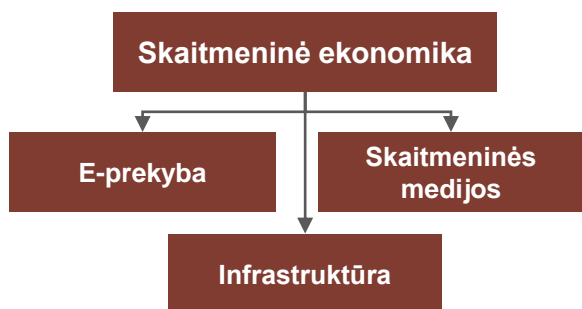 Skaitmeninė ekonomika
E-prekyba
Skaitmeninės
medijos
Infrastruktūra